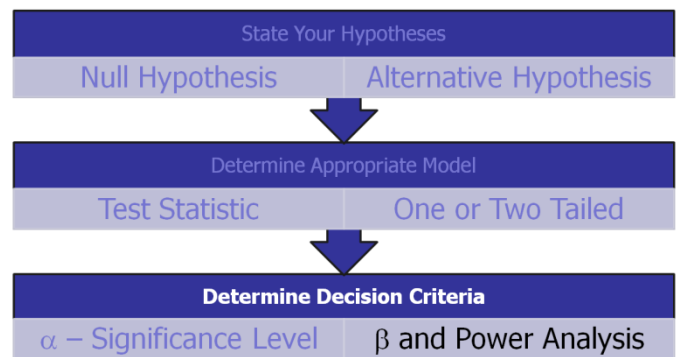 State Your Hypotheses
Null Hypothesis Alternative Hypothesis
Determine Appropriate Model
Test Statistic One or Two Tailed
Determine Decision Criteria
α – Significance Level β and Power Analysis